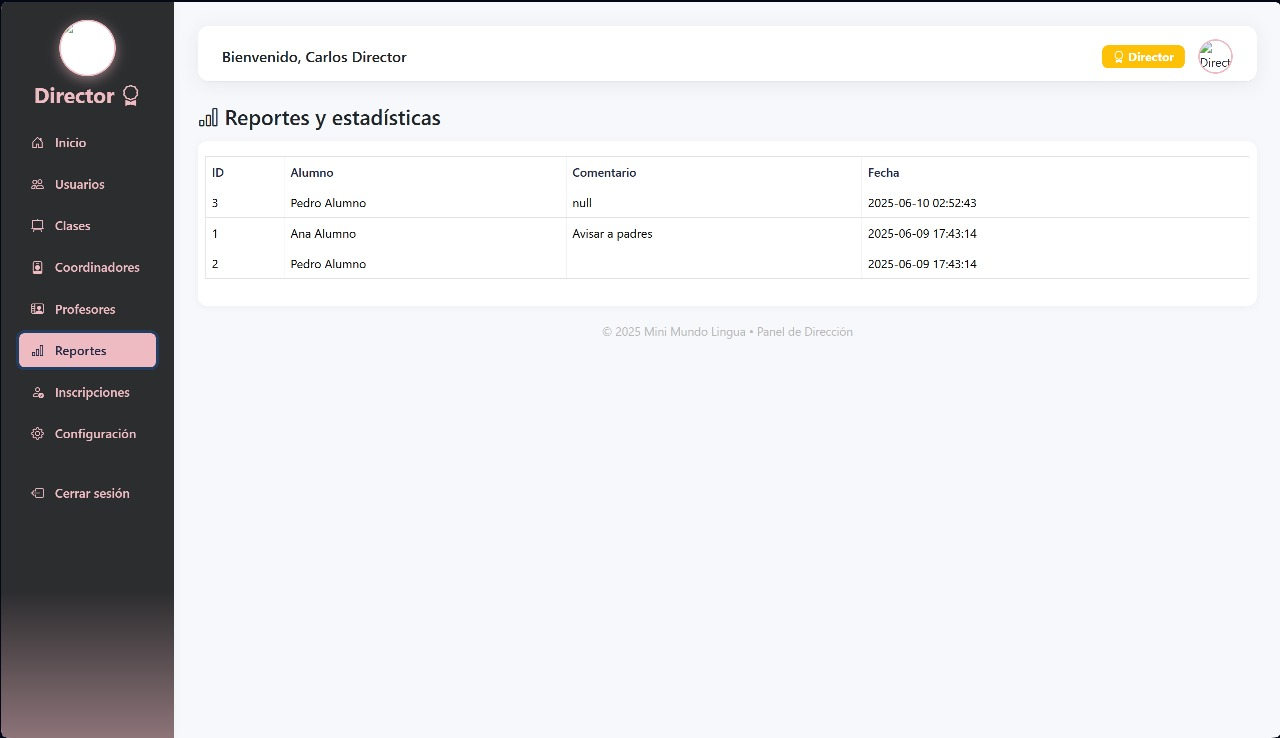 Director
Inicio
Usuarios
Clases
Coordinadores
Profesores
Reportes
Inscripciones
Configuración
Cerrar sesión
Bienvenido, Carlos Director
Director
Direct
Reportes y estadísticas
ID Alumno Comentario Fecha
3 Pedro Alumno null 2025-06-10 02:52:43
1 Ana Alumno Avisar a padres 2025-06-09 17:43:14
2 Pedro Alumno 2025-06-09 17:43:14
© 2025 Mini Mundo Lingua • Panel de Dirección